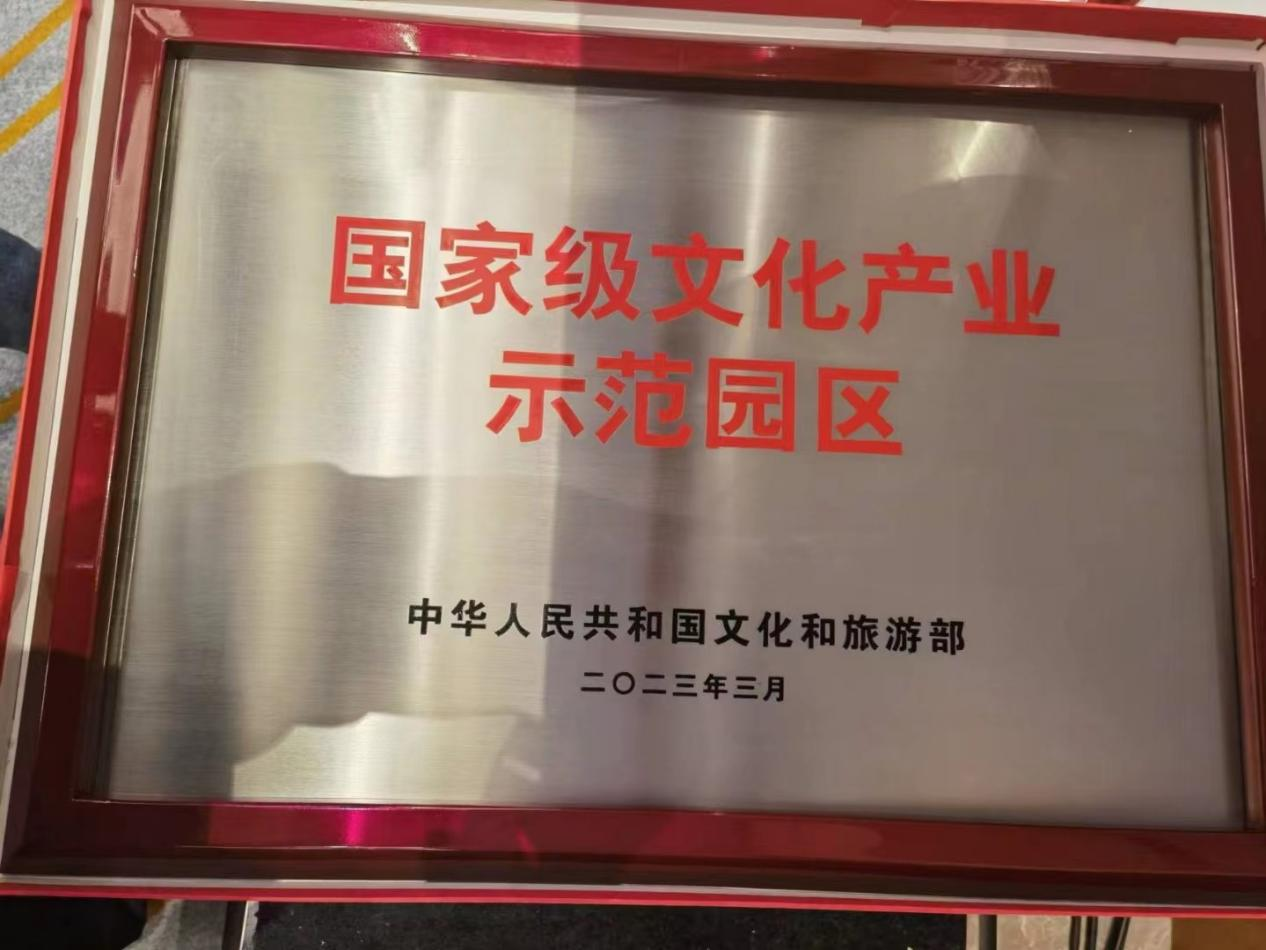 国家级文化产业
示范园区
中华人民共和国文化和旅游部
二〇二三年三月